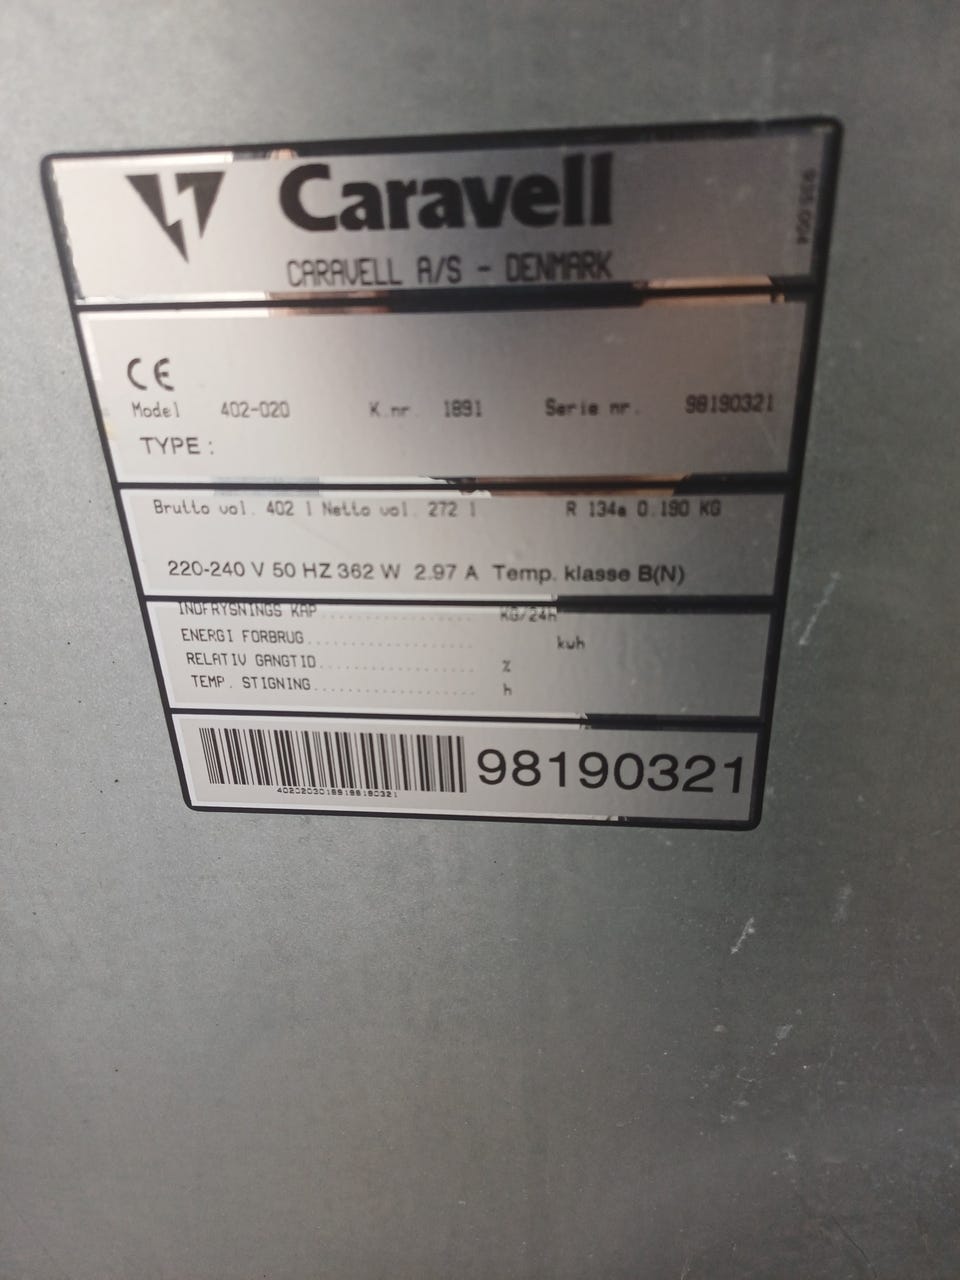 Caravell
CARAVELL A/S - DENMARK
935.004
CE
Model 402-020 K.nr. 1891 Serie nr. 98190321
TYPE :
Brutto vol. 402 l Netto vol. 272 l R 134a 0.190 KG
220-240 V 50 HZ 362 W 2.97 A Temp. klasse B(N)
INDFRYSNINGS KAP.................... KG/24h
ENERGI FORBRUG.................... kwh
RELATIV GANGTID.................... %
TEMP. STIGNING.................... h
98190321